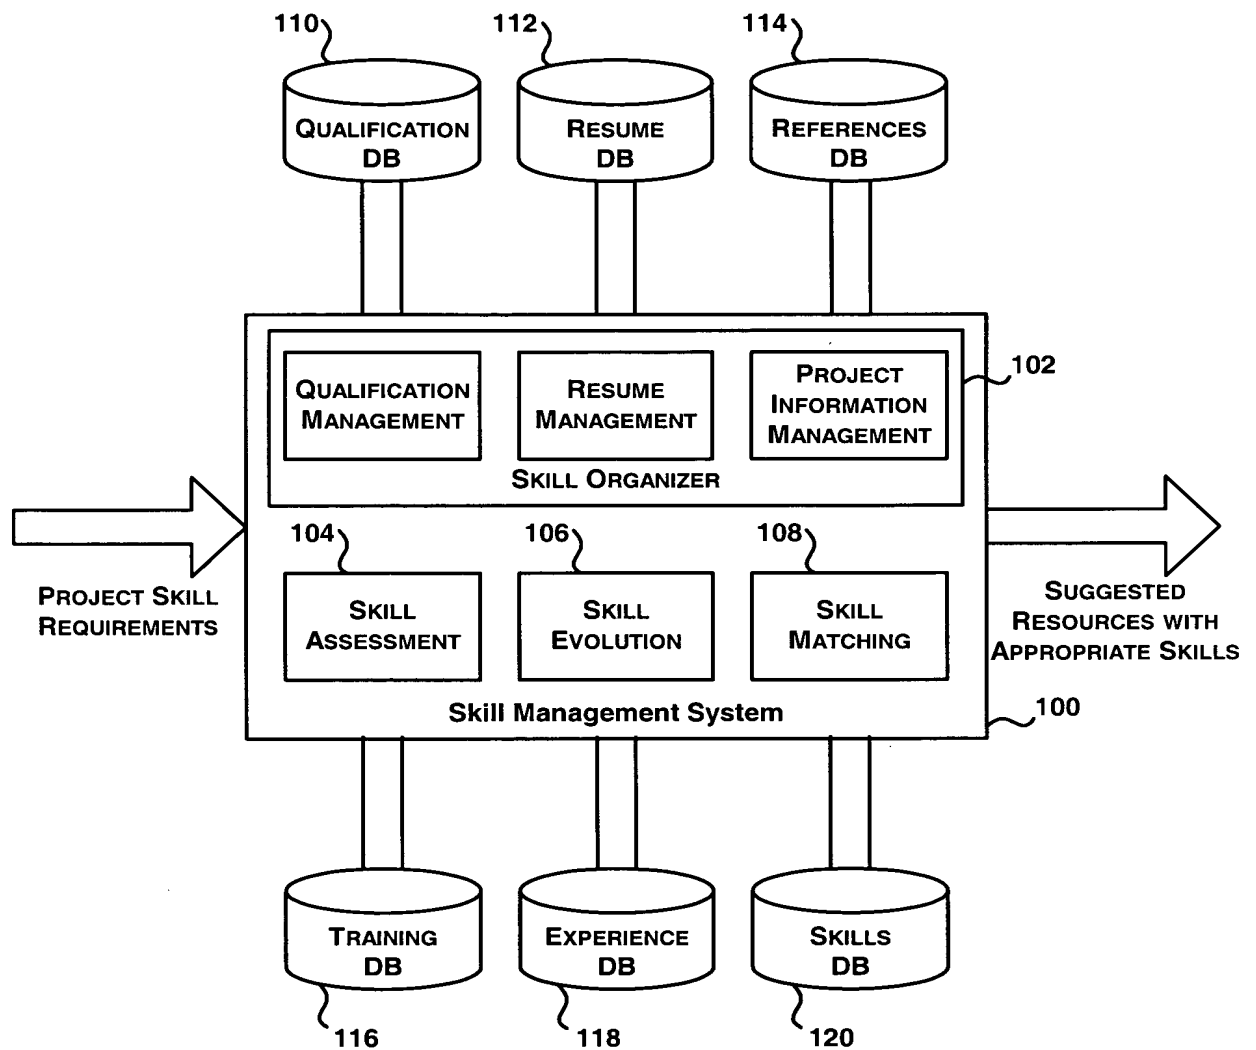 110
112
114
QUALIFICATION
DB
RESUME
DB
REFERENCES
DB
QUALIFICATION
MANAGEMENT
RESUME
MANAGEMENT
PROJECT
INFORMATION
MANAGEMENT
102
SKILL ORGANIZER
104
106
108
PROJECT SKILL
REQUIREMENTS
SKILL
ASSESSMENT
SKILL
EVOLUTION
SKILL
MATCHING
SUGGESTED
RESOURCES WITH
APPROPRIATE SKILLS
Skill Management System
100
TRAINING
DB
EXPERIENCE
DB
SKILLS
DB
116
118
120